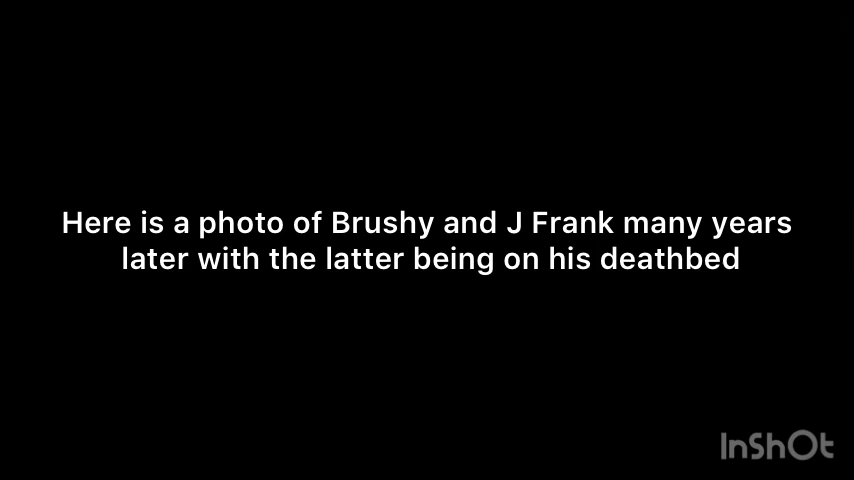 Here is a photo of Brushy and J Frank many years
later with the latter being on his deathbed
InShOt